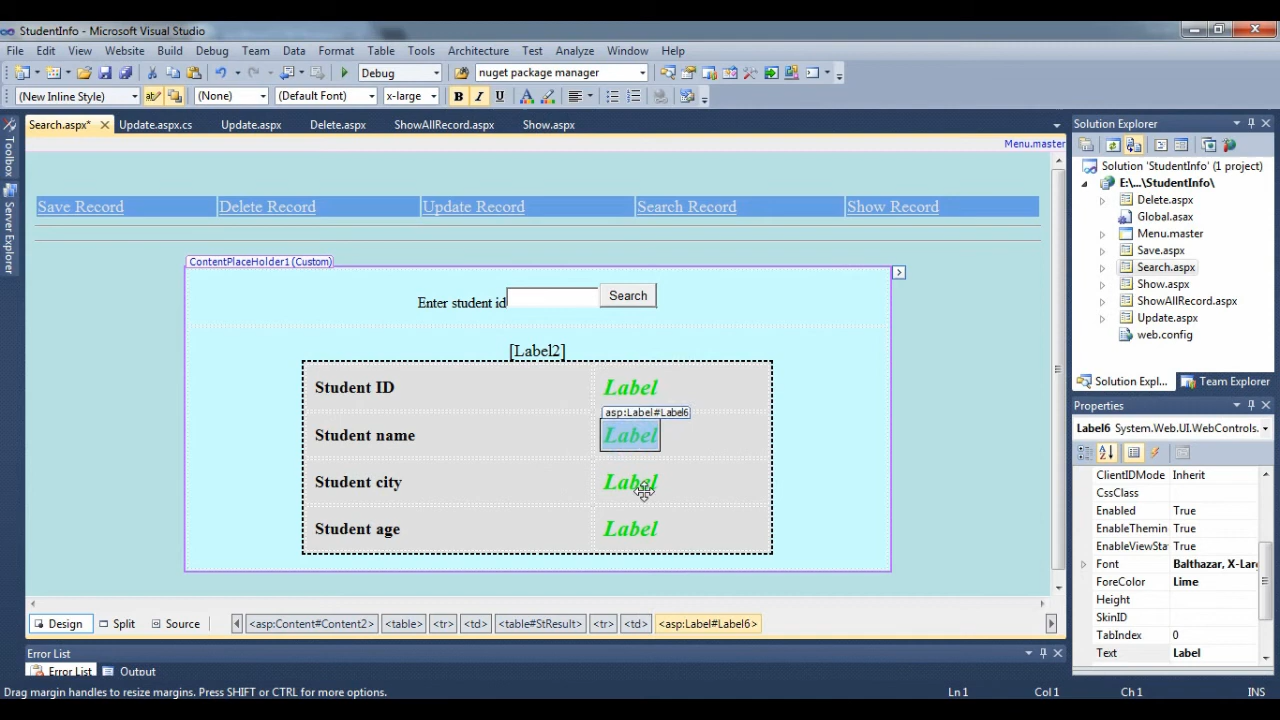 StudentInfo - Microsoft Visual Studio
File Edit View Website Build Debug Team Data Format Table Tools Architecture Test Analyze Window Help
Debug nuget package manager
(New Inline Style) (None) (Default Font) x-large B I U A
Search.aspx* Update.aspx.cs Update.aspx Delete.aspx ShowAllRecord.aspx Show.aspx
Toolbox
Server Explorer
Menu.master
Save Record Delete Record Update Record Search Record Show Record
ContentPlaceHolder1 (Custom)
Enter student id Search
[Label2]
Student ID Label
asp:Label#Label6
Student name Label
Student city Label
Student age Label
Design Split Source <asp:Content#Content2> <table> <tr> <td> <table#StResult> <tr> <td> <asp:Label#Label6>
Error List
Error List Output
Drag margin handles to resize margins. Press SHIFT or CTRL for more options. Ln 1 Col 1 Ch 1 INS
Solution Explorer
Solution 'StudentInfo' (1 project)
E:\...\StudentInfo\
Delete.aspx
Global.asax
Menu.master
Save.aspx
Search.aspx
Show.aspx
ShowAllRecord.aspx
Update.aspx
web.config
Solution Expl... Team Explorer
Properties
Label6 System.Web.UI.WebControls.
ClientIDMode Inherit
CssClass
Enabled True
EnableThemin True
EnableViewSta True
Font Balthazar, X-Larg
ForeColor Lime
Height
SkinID
TabIndex 0
Text Label